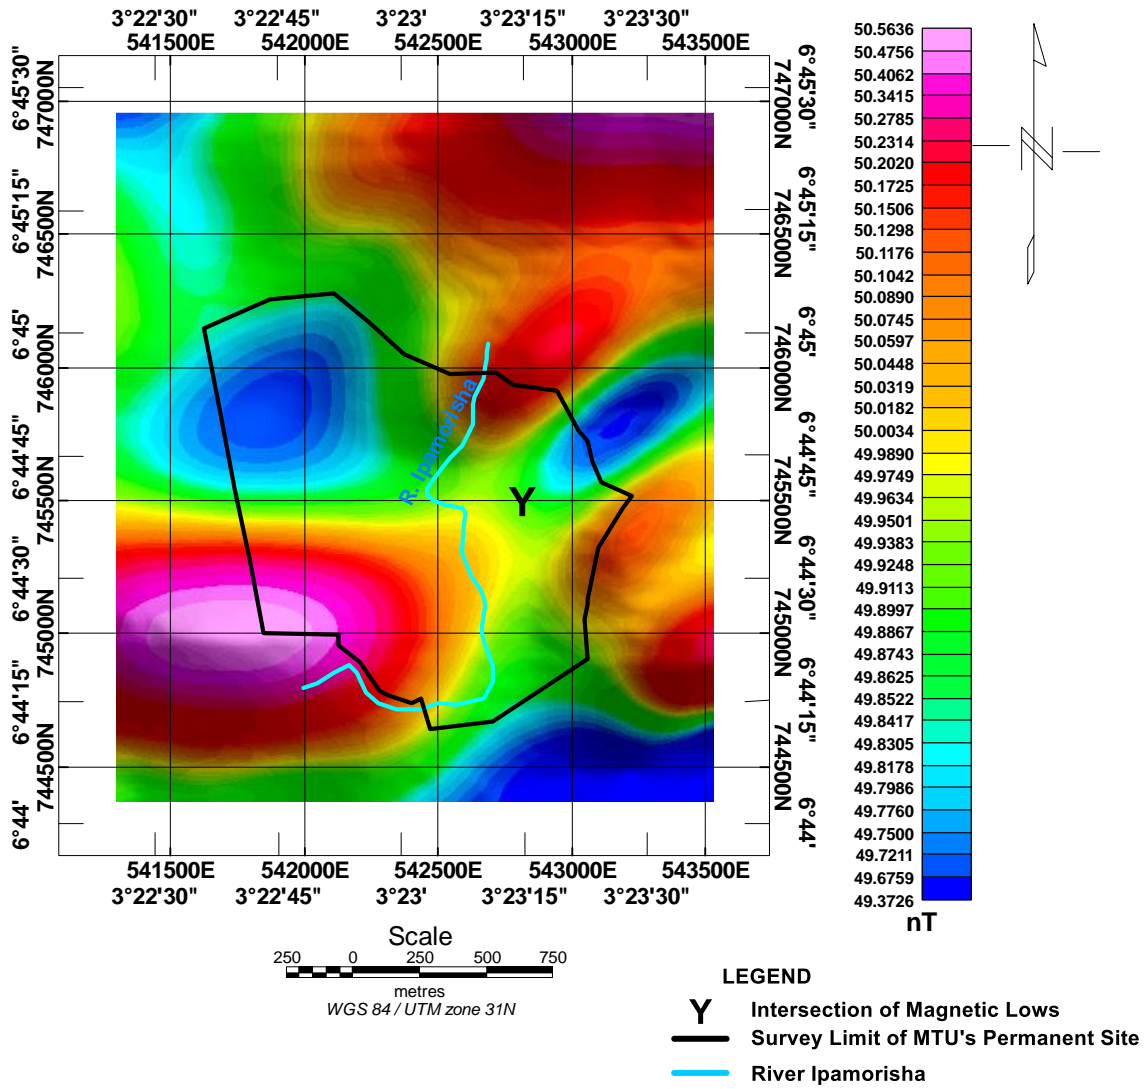 3°22'30" 3°22'45" 3°23' 3°23'15" 3°23'30"
541500E 542000E 542500E 543000E 543500E
6°45'30" 6°45'15" 6°45' 6°44'45" 6°44'30" 6°44'15" 6°44'
747000N 746500N 746000N 745500N 745000N 744500N
R. Ipamorisha
Y
747000N 746500N 746000N 745500N 745000N 744500N
6°45'30" 6°45'15" 6°45' 6°44'45" 6°44'30" 6°44'15" 6°44'
541500E 542000E 542500E 543000E 543500E
3°22'30" 3°22'45" 3°23' 3°23'15" 3°23'30"
50.5636
50.4756
50.4062
50.3415
50.2785
50.2314
50.2020
50.1725
50.1506
50.1298
50.1176
50.1042
50.0890
50.0745
50.0597
50.0448
50.0319
50.0182
50.0034
49.9890
49.9749
49.9634
49.9501
49.9383
49.9248
49.9113
49.8997
49.8867
49.8743
49.8625
49.8522
49.8417
49.8305
49.8178
49.7986
49.7760
49.7500
49.7211
49.6759
49.3726
nT
N
Scale
250 0 250 500 750
metres
WGS 84 / UTM zone 31N
LEGEND
Y Intersection of Magnetic Lows
Survey Limit of MTU's Permanent Site
River Ipamorisha